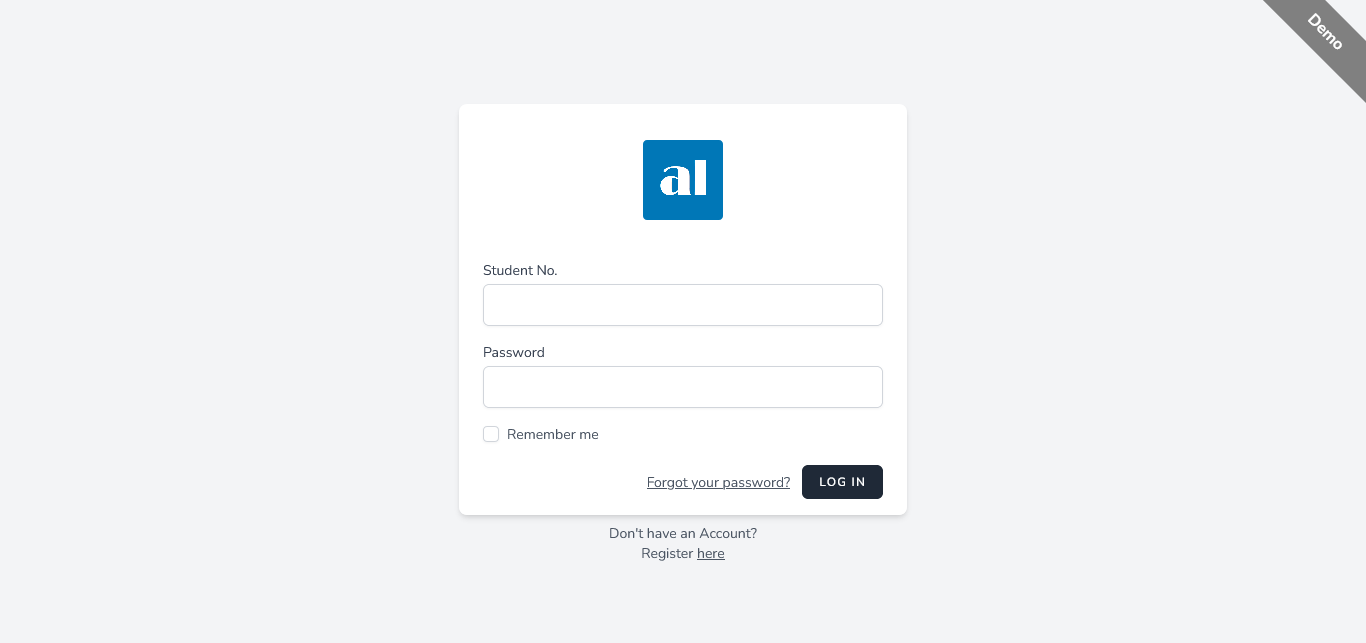 Demo
al
Student No.
Password
Remember me
Forgot your password? LOG IN
Don't have an Account?
Register here